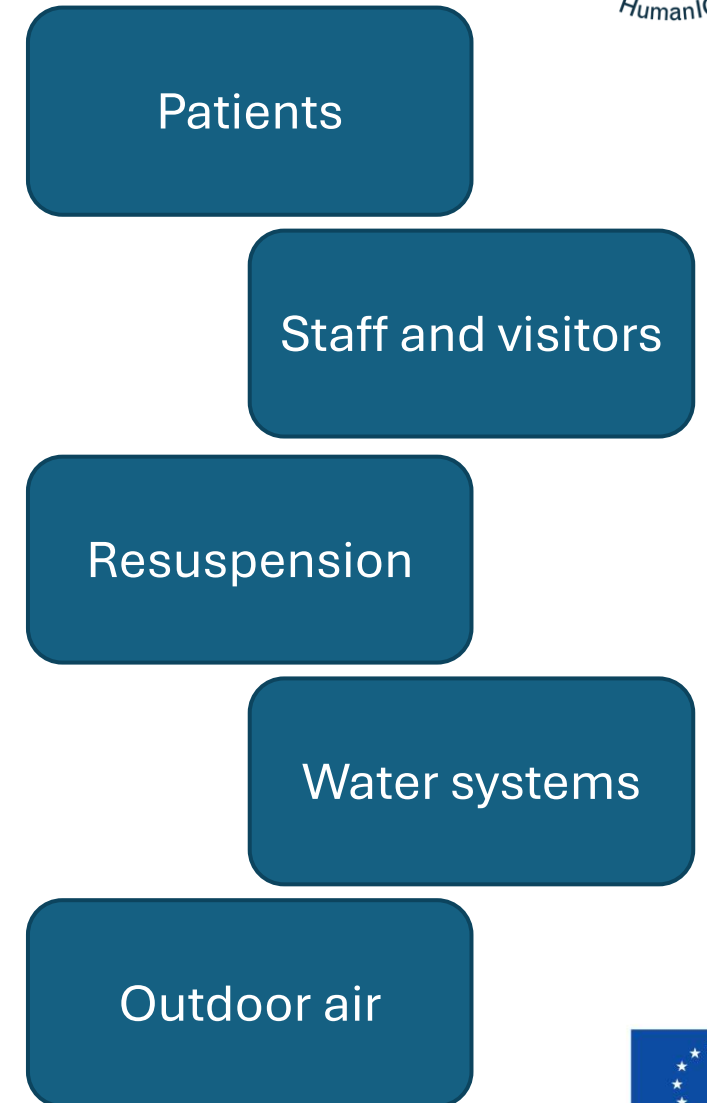 Patients
Staff and visitors
Resuspension
Water systems
Outdoor air